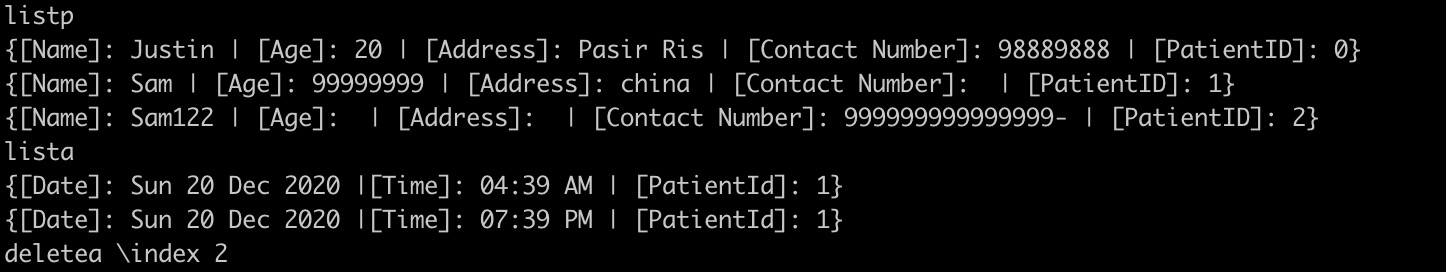 listp
{[Name]: Justin | [Age]: 20 | [Address]: Pasir Ris | [Contact Number]: 98889888 | [PatientID]: 0}
{[Name]: Sam | [Age]: 99999999 | [Address]: china | [Contact Number]:  | [PatientID]: 1}
{[Name]: Sam122 | [Age]:  | [Address]:  | [Contact Number]: 999999999999999- | [PatientID]: 2}
lista
{[Date]: Sun 20 Dec 2020 |[Time]: 04:39 AM | [PatientId]: 1}
{[Date]: Sun 20 Dec 2020 |[Time]: 07:39 PM | [PatientId]: 1}
deletea \index 2